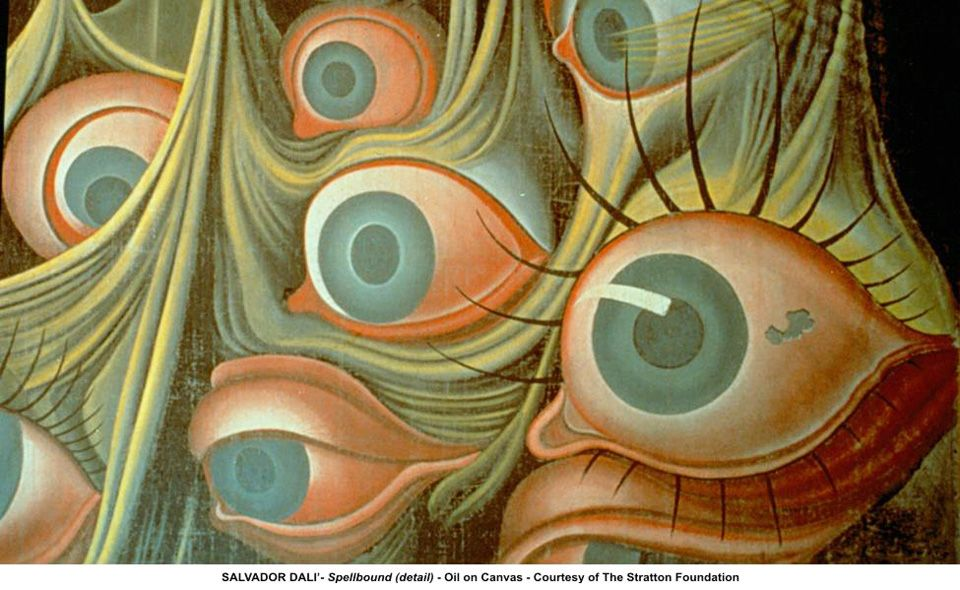 SALVADOR DALI'- Spellbound (detail) - Oil on Canvas - Courtesy of The Stratton Foundation